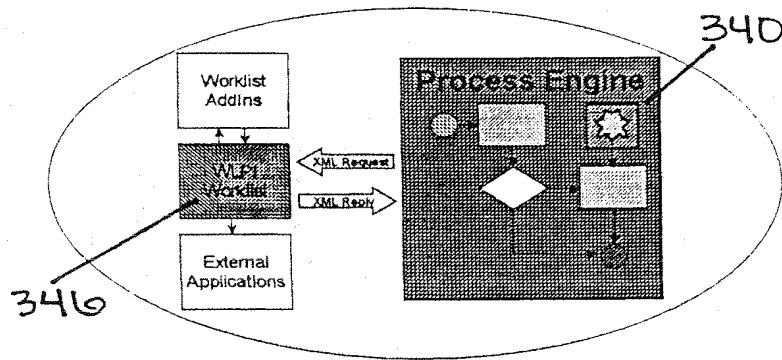 340
Process Engine
Worklist
AddIns
XML Request
WLPI
Worklist
XML Reply
External
Applications
346